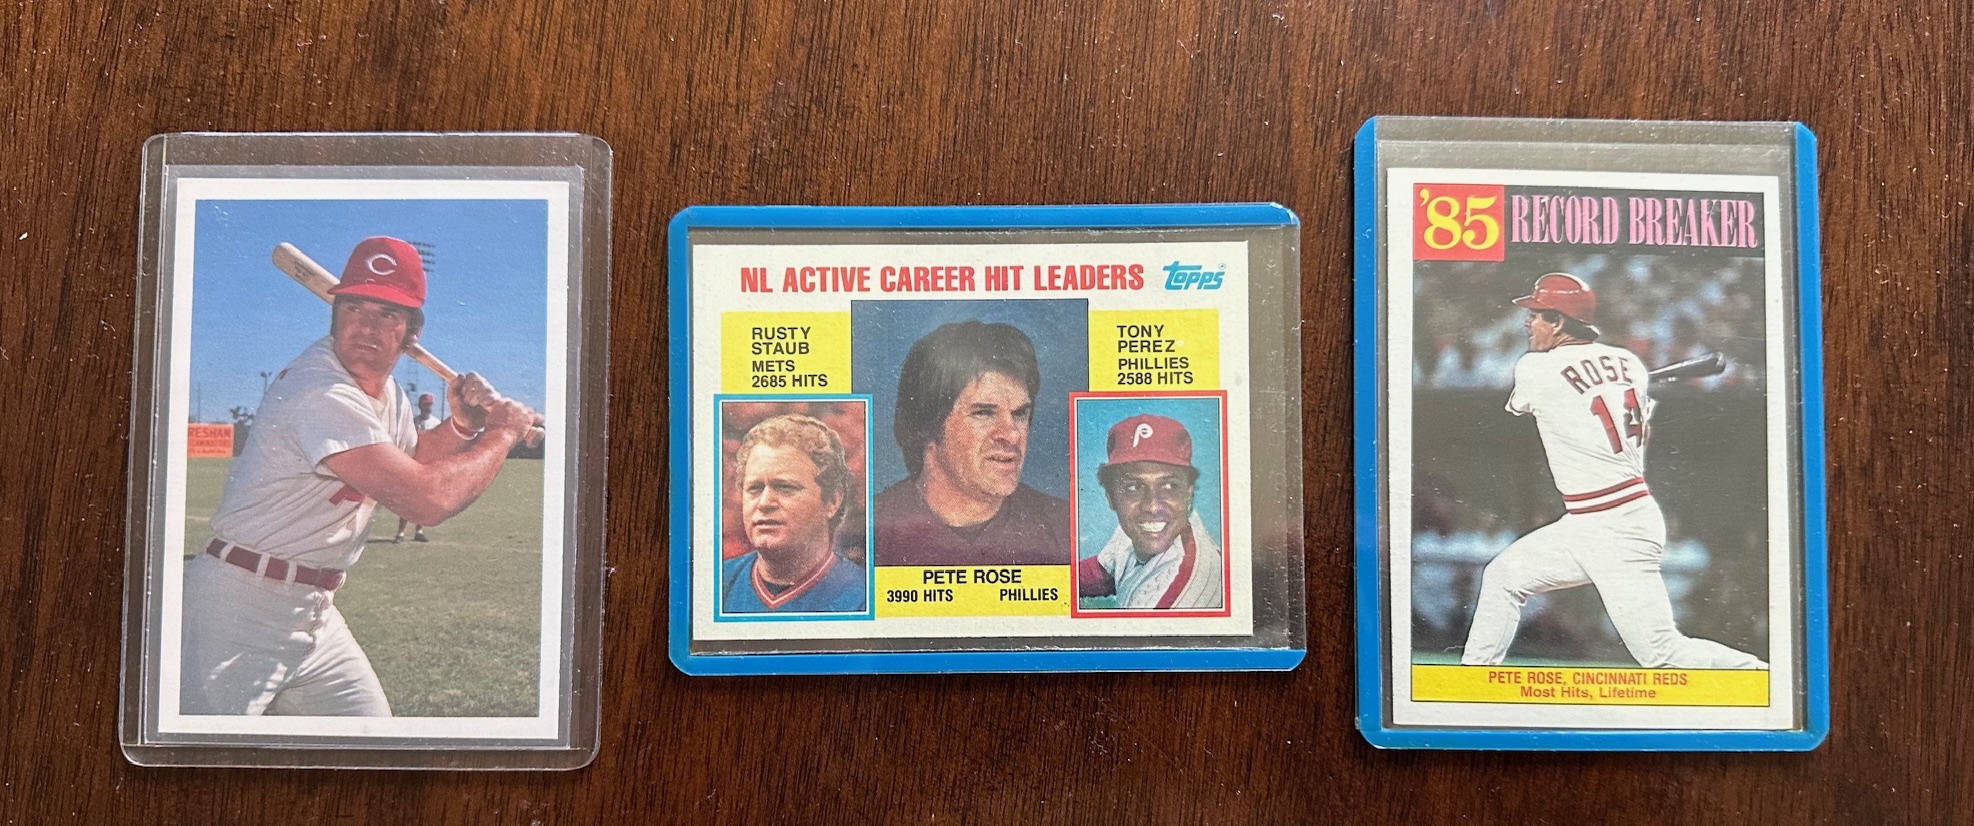 C
RESHAN
NL ACTIVE CAREER HIT LEADERS
topps
RUSTY
STAUB
METS
2685 HITS
TONY
PEREZ
PHILLIES
2588 HITS
P
PETE ROSE
3990 HITS PHILLIES
'85 RECORD BREAKER
ROSE
14
PETE ROSE, CINCINNATI REDS
Most Hits, Lifetime